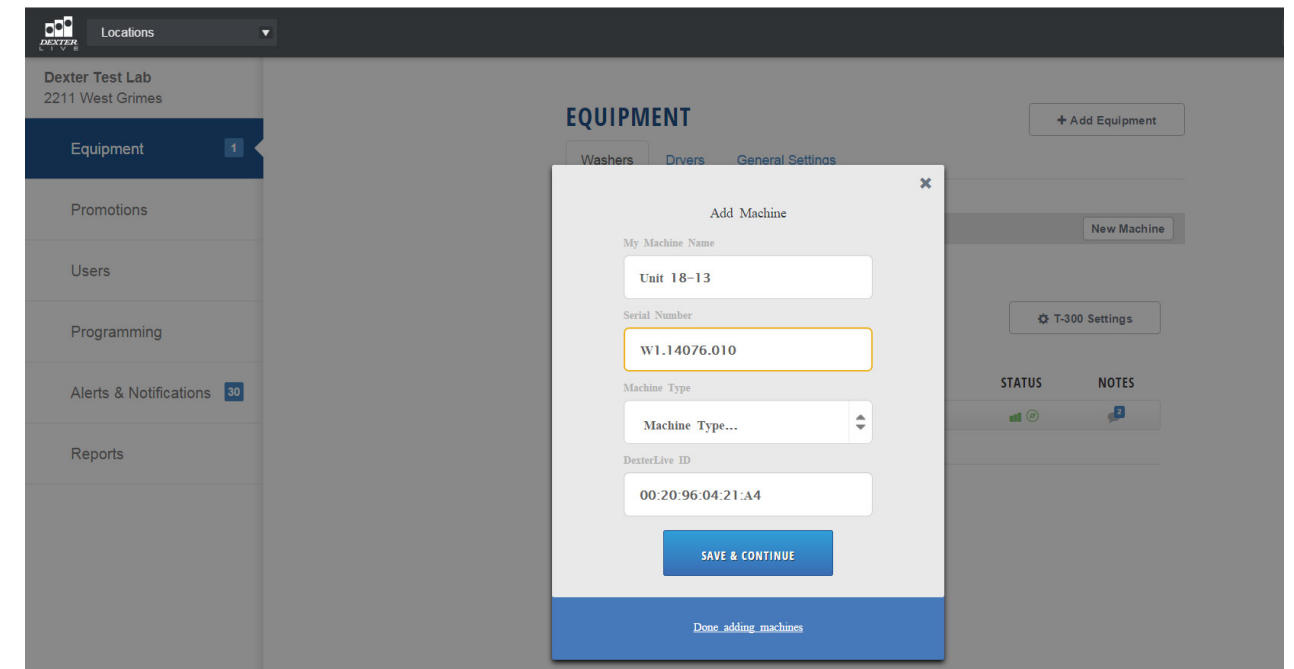 DEXTER
LIVE
Locations
Dexter Test Lab
2211 West Grimes
Equipment 1
Promotions
Users
Programming
Alerts & Notifications 30
Reports
EQUIPMENT
+ Add Equipment
Washers Dryers General Settings
New Machine
T-300 Settings
STATUS NOTES
2
Add Machine
My Machine Name
Unit 18-13
Serial Number
W1.14076.010
Machine Type
Machine Type...
DexterLive ID
00:20:96:04:21:A4
SAVE & CONTINUE
Done adding machines